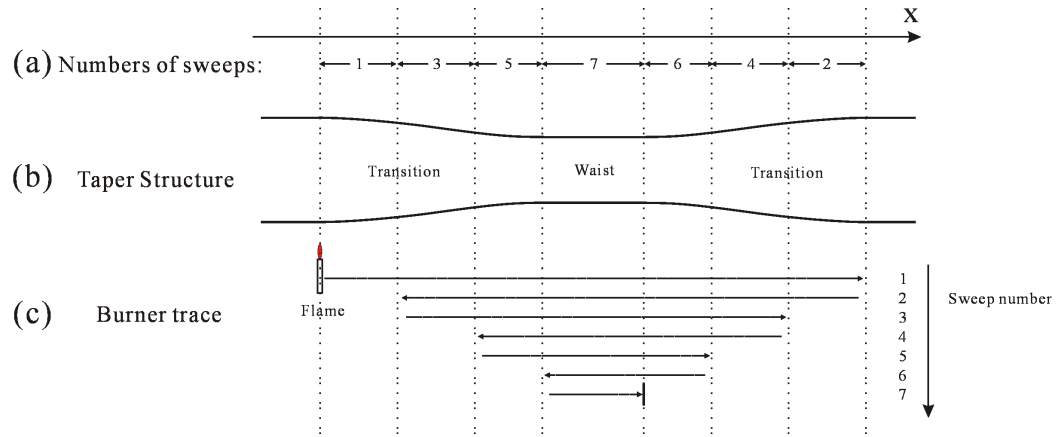 X
(a) Numbers of sweeps: 1 3 5 7 6 4 2
(b) Taper Structure
Transition Waist Transition
(c) Burner trace
Flame
1
2
3
4
5
6
7
Sweep number